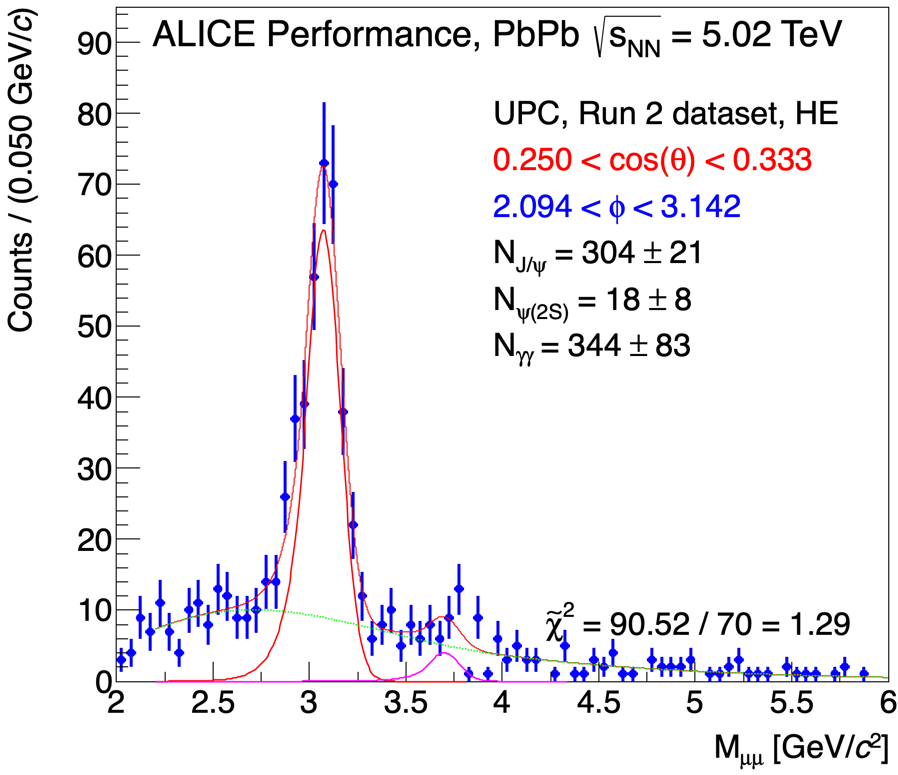 ALICE Performance, PbPb √sNN = 5.02 TeV
UPC, Run 2 dataset, HE
0.250 < cos(θ) < 0.333
2.094 < ϕ < 3.142
NJ/ψ = 304 ± 21
Nψ(2S) = 18 ± 8
Nγγ = 344 ± 83
χ̃2 = 90.52 / 70 = 1.29
Counts / (0.050 GeV/c)
90
80
70
60
50
40
30
20
10
0
2 2.5 3 3.5 4 4.5 5 5.5 6
Mμμ [GeV/c2]